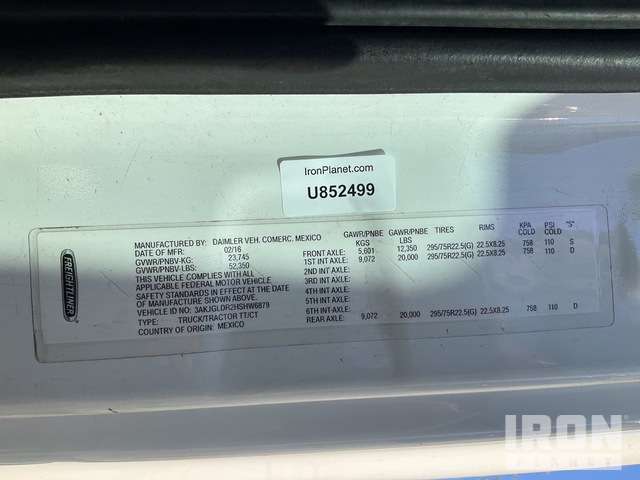 IronPlanet.com
U852499
FREIGHTLINER
MANUFACTURED BY: DAIMLER VEH. COMERC. MEXICO
DATE OF MFR: 02/16
GVWR/PNBV-KG: 23,745
GVWR/PNBV-LBS: 52,350
THIS VEHICLE COMPLIES WITH ALL
APPLICABLE FEDERAL MOTOR VEHICLE
SAFETY STANDARDS IN EFFECT AT THE DATE
OF MANUFACTURE SHOWN ABOVE.
VEHICLE ID NO.: 3AKJGLDR2HSHW6879
TYPE: TRUCK/TRACTOR TT/CT
COUNTRY OF ORIGIN: MEXICO
GAWR/PNBE GAWR/PNBE TIRES RIMS KPA PSI "S"
KGS LBS COLD COLD
FRONT AXLE: 5,601 12,350 295/75R22.5(G) 22.5X8.25 758 110 S
1ST INT AXLE: 9,072 20,000 295/75R22.5(G) 22.5X8.25 758 110 D
2ND INT AXLE:
3RD INT AXLE:
4TH INT AXLE:
5TH INT AXLE:
6TH INT AXLE:
REAR AXLE: 9,072 20,000 295/75R22.5(G) 22.5X8.25 758 110 D
IRON
PLANET